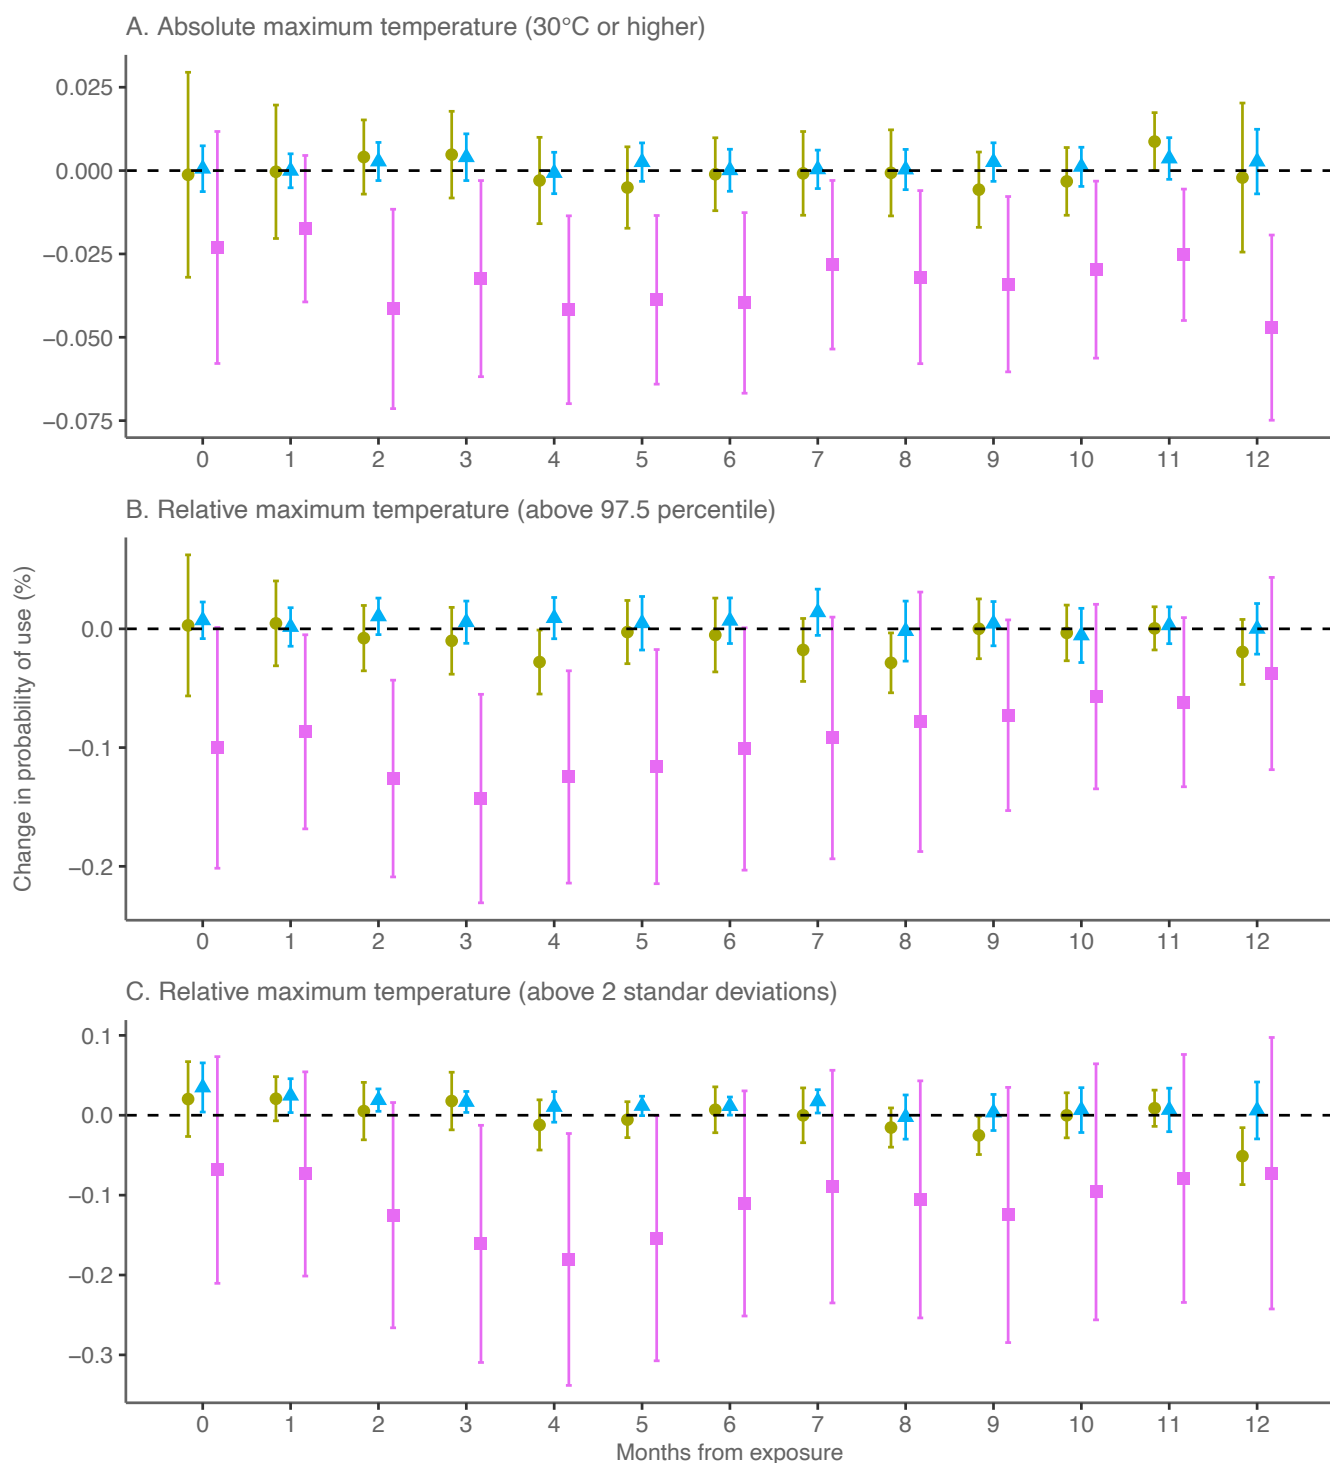 A. Absolute maximum temperature (30°C or higher)
0.025
0.000
−0.025
−0.050
−0.075
0 1 2 3 4 5 6 7 8 9 10 11 12
B. Relative maximum temperature (above 97.5 percentile)
Change in probability of use (%)
0.0
−0.1
−0.2
0 1 2 3 4 5 6 7 8 9 10 11 12
C. Relative maximum temperature (above 2 standar deviations)
0.1
0.0
−0.1
−0.2
−0.3
0 1 2 3 4 5 6 7 8 9 10 11 12
Months from exposure